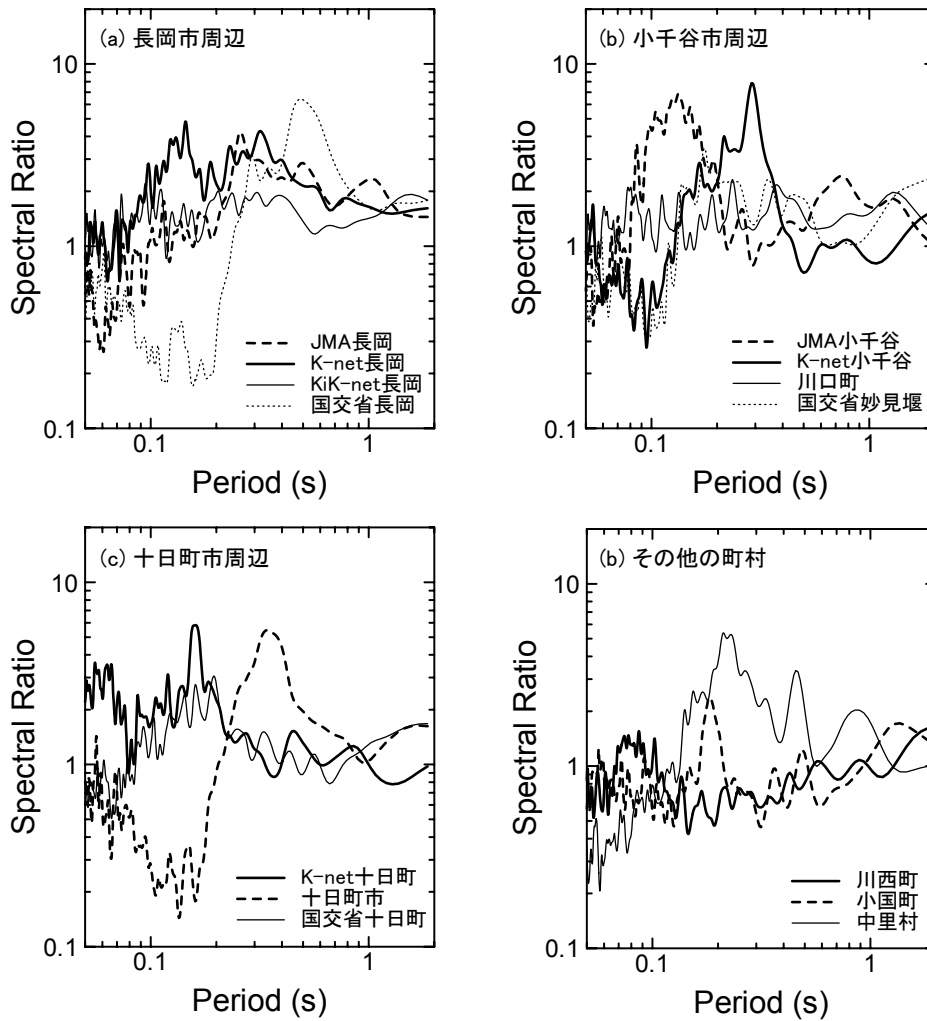 (a) 長岡市周辺
10
1
0.1
Spectral Ratio
JMA長岡
K-net長岡
KiK-net長岡
国交省長岡
0.1
1
Period (s)
(b) 小千谷市周辺
10
1
0.1
Spectral Ratio
JMA小千谷
K-net小千谷
川口町
国交省妙見堰
0.1
1
Period (s)
(c) 十日町市周辺
10
1
0.1
Spectral Ratio
K-net十日町
十日町市
国交省十日町
0.1
1
Period (s)
(b) その他の町村
10
1
0.1
Spectral Ratio
川西町
小国町
中里村
0.1
1
Period (s)